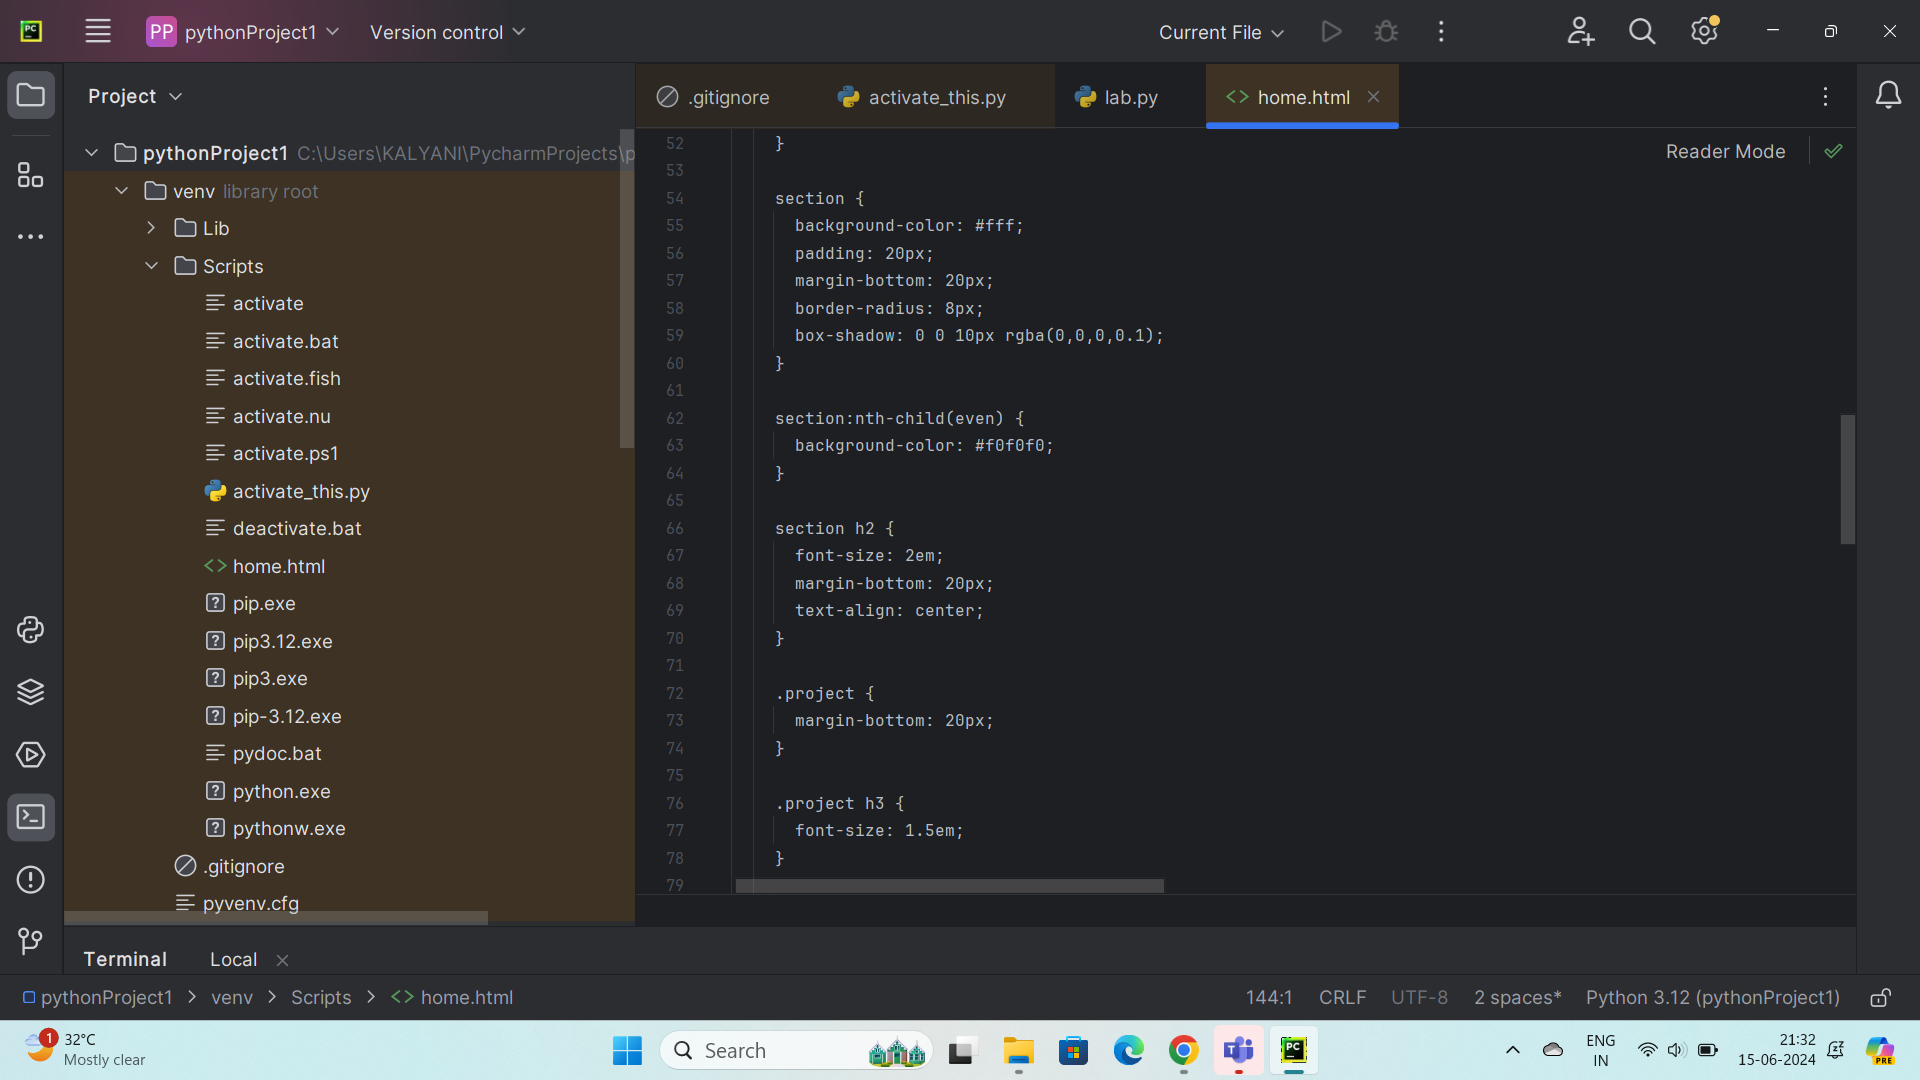 PC PP pythonProject1 Version control Current File
Project
.gitignore activate_this.py lab.py <> home.html
pythonProject1 C:\Users\KALYANI\PycharmProjects\p
venv library root
Lib
Scripts
activate
activate.bat
activate.fish
activate.nu
activate.ps1
activate_this.py
deactivate.bat
<> home.html
? pip.exe
? pip3.12.exe
? pip3.exe
? pip-3.12.exe
pydoc.bat
? python.exe
? pythonw.exe
.gitignore
pyvenv.cfg
Reader Mode
52 }
53
54 section {
55 background-color: #fff;
56 padding: 20px;
57 margin-bottom: 20px;
58 border-radius: 8px;
59 box-shadow: 0 0 10px rgba(0,0,0,0.1);
60 }
61
62 section:nth-child(even) {
63 background-color: #f0f0f0;
64 }
65
66 section h2 {
67 font-size: 2em;
68 margin-bottom: 20px;
69 text-align: center;
70 }
71
72 .project {
73 margin-bottom: 20px;
74 }
75
76 .project h3 {
77 font-size: 1.5em;
78 }
79
Terminal Local
pythonProject1 > venv > Scripts > <> home.html 144:1 CRLF UTF-8 2 spaces* Python 3.12 (pythonProject1)
1 32°C
Mostly clear
Search
PC
ENG
IN
21:32
15-06-2024
PRE